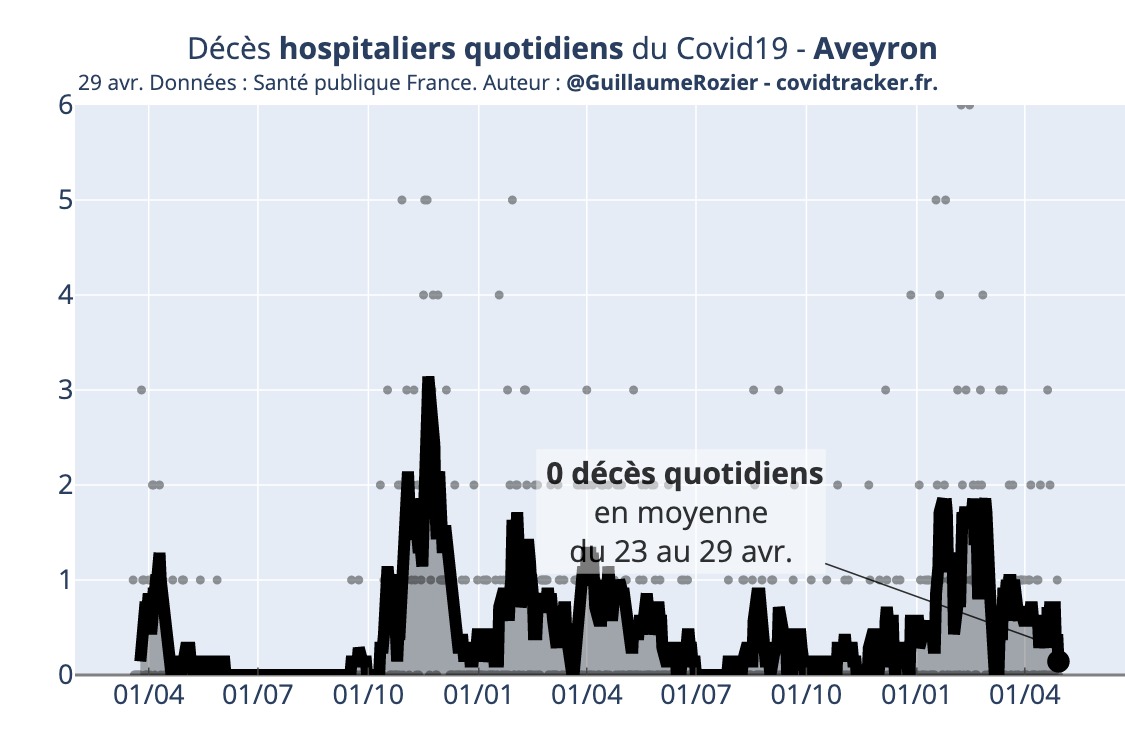 Décès hospitaliers quotidiens du Covid19 - Aveyron
29 avr. Données : Santé publique France. Auteur : @GuillaumeRozier - covidtracker.fr.
6
5
4
3
2
1
0
0 décès quotidiens
en moyenne
du 23 au 29 avr.
01/04 01/07 01/10 01/01 01/04 01/07 01/10 01/01 01/04